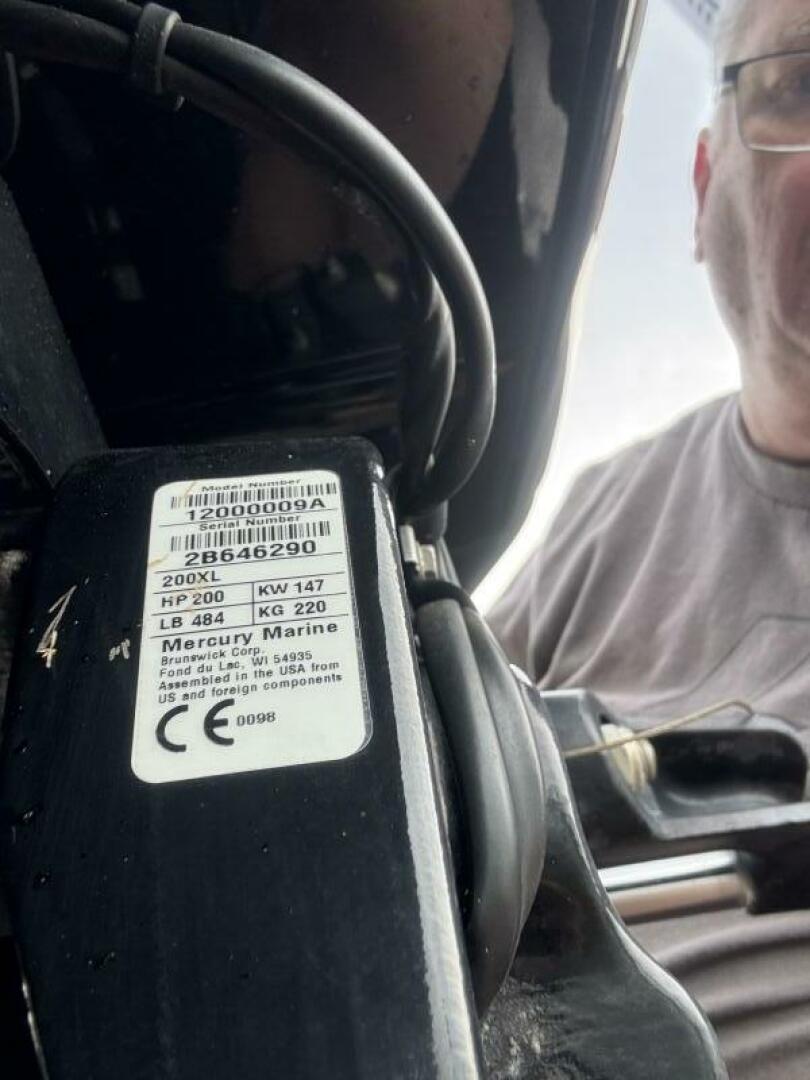 Model Number
12000009A
Serial Number
2B646290
200XL
HP 200 KW 147
LB 484 KG 220
Mercury Marine
Brunswick Corp.
Fond du Lac, WI 54935
Assembled in the USA from
US and foreign components
CE 0098